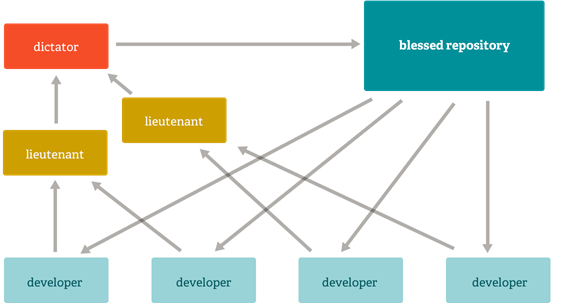 dictator
blessed repository
lieutenant
lieutenant
developer
developer
developer
developer